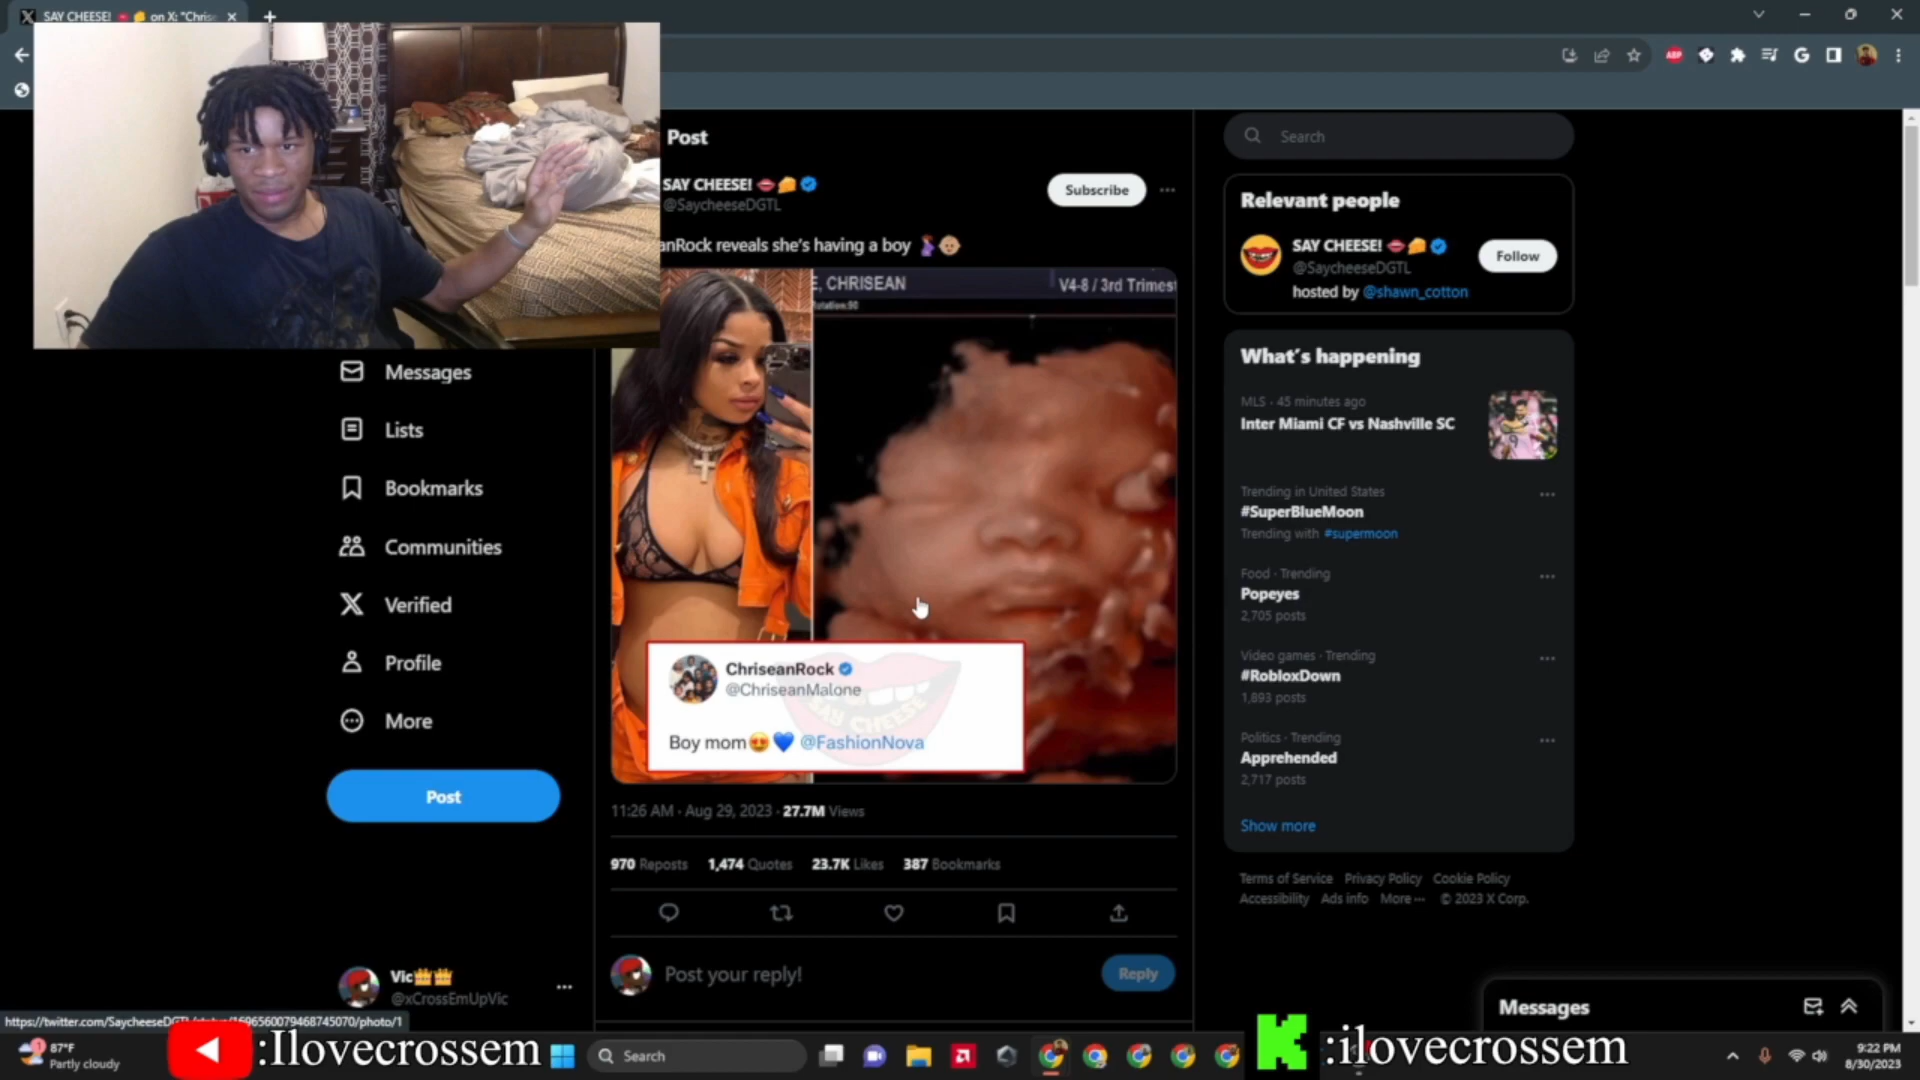 SAY CHEESE! 👄🧀 on X: "Chrise
Post
SAY CHEESE! 👄🧀
@SaycheeseDGTL
Subscribe
anRock reveals she's having a boy 🤰🏽👶🏽
E, CHRISEAN
V4-8 / 3rd Trimest
ChriseanRock
@ChriseanMalone
SAY CHEESE
Boy mom😍💙 @FashionNova
11:26 AM · Aug 29, 2023 · 27.7M Views
970 Reposts 1,474 Quotes 23.7K Likes 387 Bookmarks
Post your reply!
Reply
Messages
Lists
Bookmarks
Communities
Verified
Profile
More
Post
Vic👑👑
@xCrossEmUpVic
Search
Relevant people
SAY CHEESE! 👄🧀
@SaycheeseDGTL
Follow
hosted by @shawn_cotton
What's happening
MLS · 45 minutes ago
Inter Miami CF vs Nashville SC
Trending in United States
#SuperBlueMoon
Trending with #supermoon
Food · Trending
Popeyes
2,705 posts
Video games · Trending
#RobloxDown
1,893 posts
Politics · Trending
Apprehended
2,717 posts
Show more
Terms of Service Privacy Policy Cookie Policy
Accessibility Ads info More ··· © 2023 X Corp.
Messages
https://twitter.com/SaycheeseDGTL/status/1696560079468745070/photo/1
87°F
Partly cloudy
:Ilovecrossem
Search
K
:ilovecrossem
9:22 PM
8/30/2023